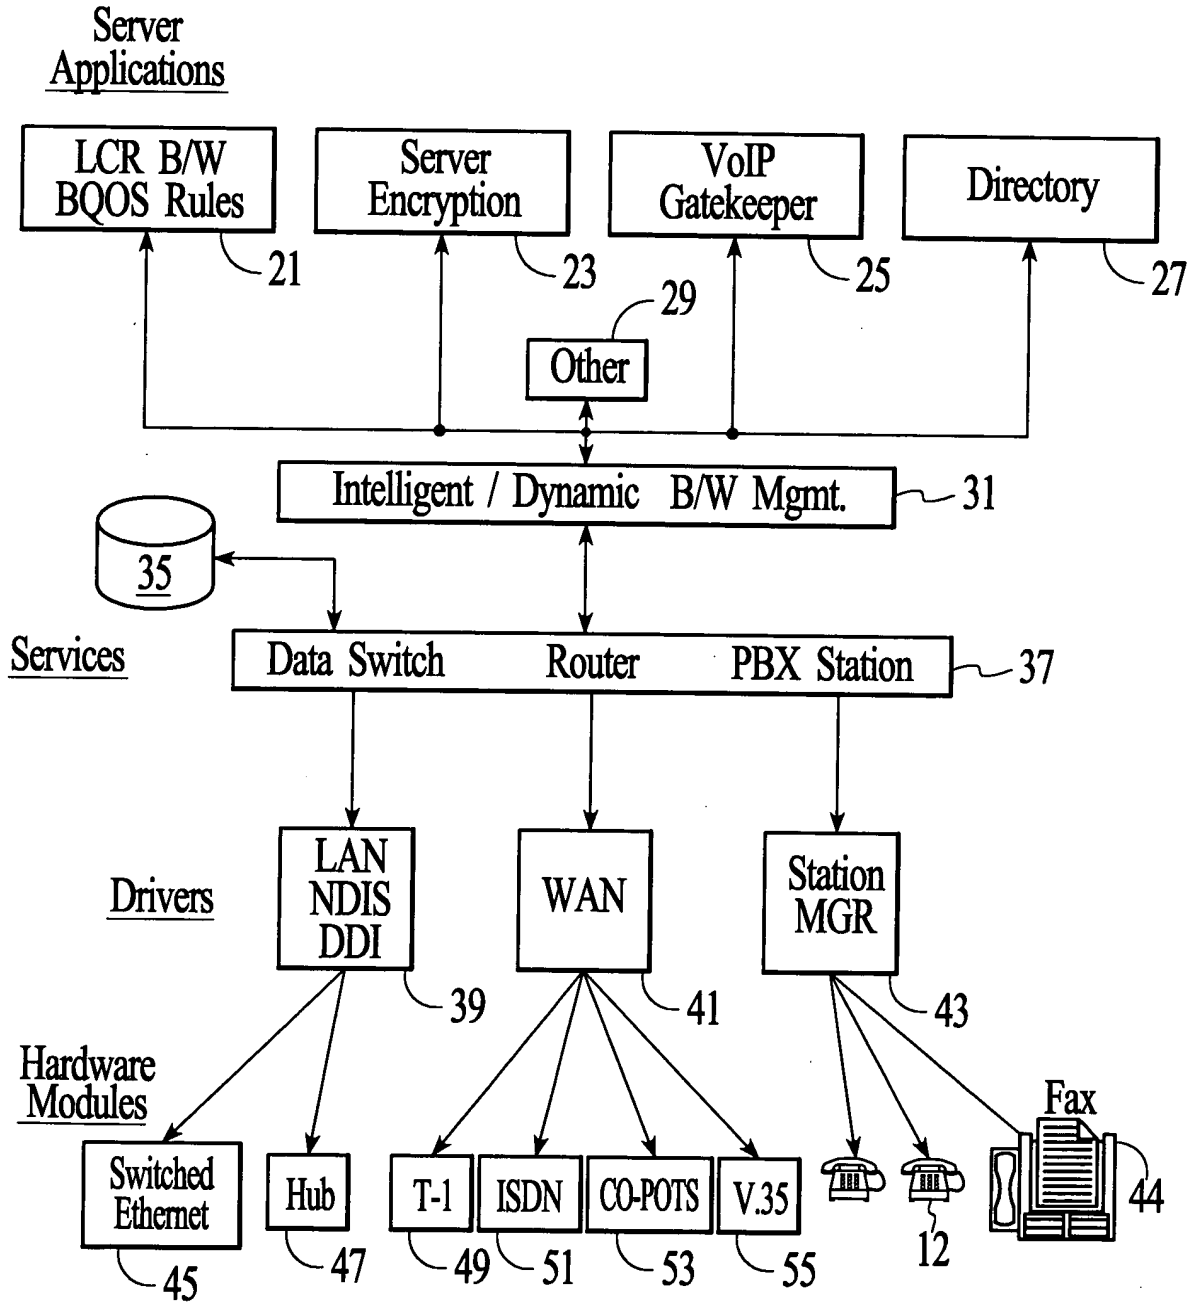 Server
Applications
LCR B/W
BQOS Rules
Server
Encryption
VoIP
Gatekeeper
Directory
21
23
25
27
29
Other
Intelligent / Dynamic B/W Mgmt.
31
35
Services
Data Switch Router PBX Station
37
Drivers
LAN
NDIS
DDI
WAN
Station
MGR
39
41
43
Hardware
Modules
Fax
Switched
Ethernet
Hub
T-1
ISDN
CO-POTS
V.35
44
45
47
49
51
53
55
12